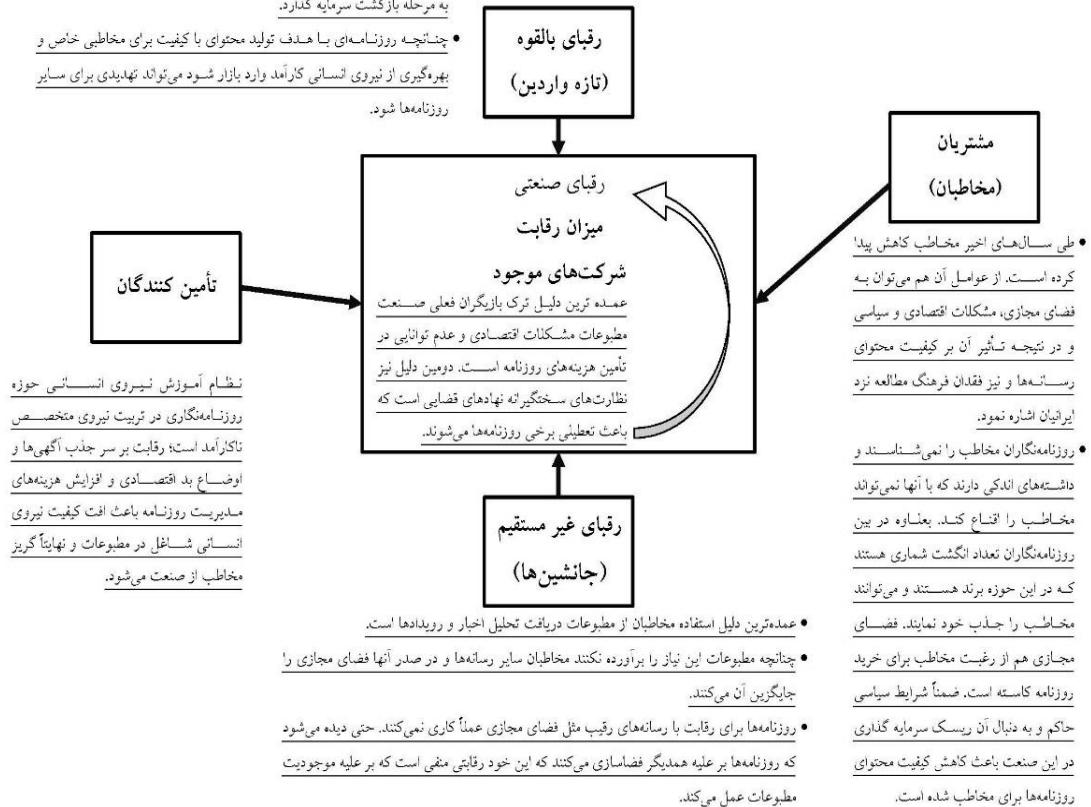 به مرحله بازگشت سرمایه گذارد.
چنانچه روزنامه‌ای با هدف تولید محتوای با کیفیت برای مخاطبی خاص و
بهره‌گیری از نیروی انسانی کارآمد وارد بازار شود می‌تواند تهدیدی برای سایر
روزنامه‌ها شود.
رقبای بالقوه
(تازه واردین)
مشتریان
(مخاطبان)
طی سال‌های اخیر مخاطب کاهش پیدا
کرده است. از عوامل آن هم می‌توان به
فضای مجازی، مشکلات اقتصادی و سیاسی
و در نتیجه تأثیر آن بر کیفیت محتوای
رسانه‌ها و نیز فقدان فرهنگ مطالعه نزد
ایرانیان اشاره نمود.
روزنامه‌نگاران مخاطب را نمی‌شناسند و
داشته‌های اندکی دارند که با آنها نمی‌تواند
مخاطب را اقناع کند. بعلاوه در بین
روزنامه‌نگاران تعداد انگشت شماری هستند
که در این حوزه برند هستند و می‌توانند
مخاطب را جذب خود نمایند. فضای
مجازی هم از رغبت مخاطب برای خرید
روزنامه کاسته است. ضمناً شرایط سیاسی
حاکم و به دنبال آن ریسک سرمایه گذاری
در این صنعت باعث کاهش کیفیت محتوای
روزنامه‌ها برای مخاطب شده است.
رقبای صنعتی
میزان رقابت
شرکت‌های موجود
عمده ترین دلیل ترک بازیگران فعلی صنعت
مطبوعات مشکلات اقتصادی و عدم توانایی در
تأمین هزینه‌های روزنامه است. دومین دلیل نیز
نظارت‌های سختگیرانه نهادهای قضایی است که
باعث تعطیلی برخی روزنامه‌ها می‌شوند.
تأمین کنندگان
نظام آموزش نیروی انسانی حوزه
روزنامه‌نگاری در تربیت نیروی متخصص
ناکارآمد است؛ رقابت بر سر جذب آگهی‌ها و
اوضاع بد اقتصادی و افزایش هزینه‌های
مدیریت روزنامه باعث افت کیفیت نیروی
انسانی شاغل در مطبوعات و نهایتاً گریز
مخاطب از صنعت می‌شود.
رقبای غیر مستقیم
(جانشین‌ها)
عمده‌ترین دلیل استفاده مخاطبان از مطبوعات دریافت تحلیل اخبار و رویدادها است.
چنانچه مطبوعات این نیاز را برآورده نکنند مخاطبان سایر رسانه‌ها و در صدر آنها فضای مجازی را
جایگزین آن می‌کنند.
روزنامه‌ها برای رقابت با رسانه‌های رقیب مثل فضای مجازی عملاً کاری نمی‌کنند. حتی دیده می‌شود
که روزنامه‌ها بر علیه همدیگر فضاسازی می‌کنند که این خود رقابتی منفی است که بر علیه موجودیت
مطبوعات عمل می‌کند.